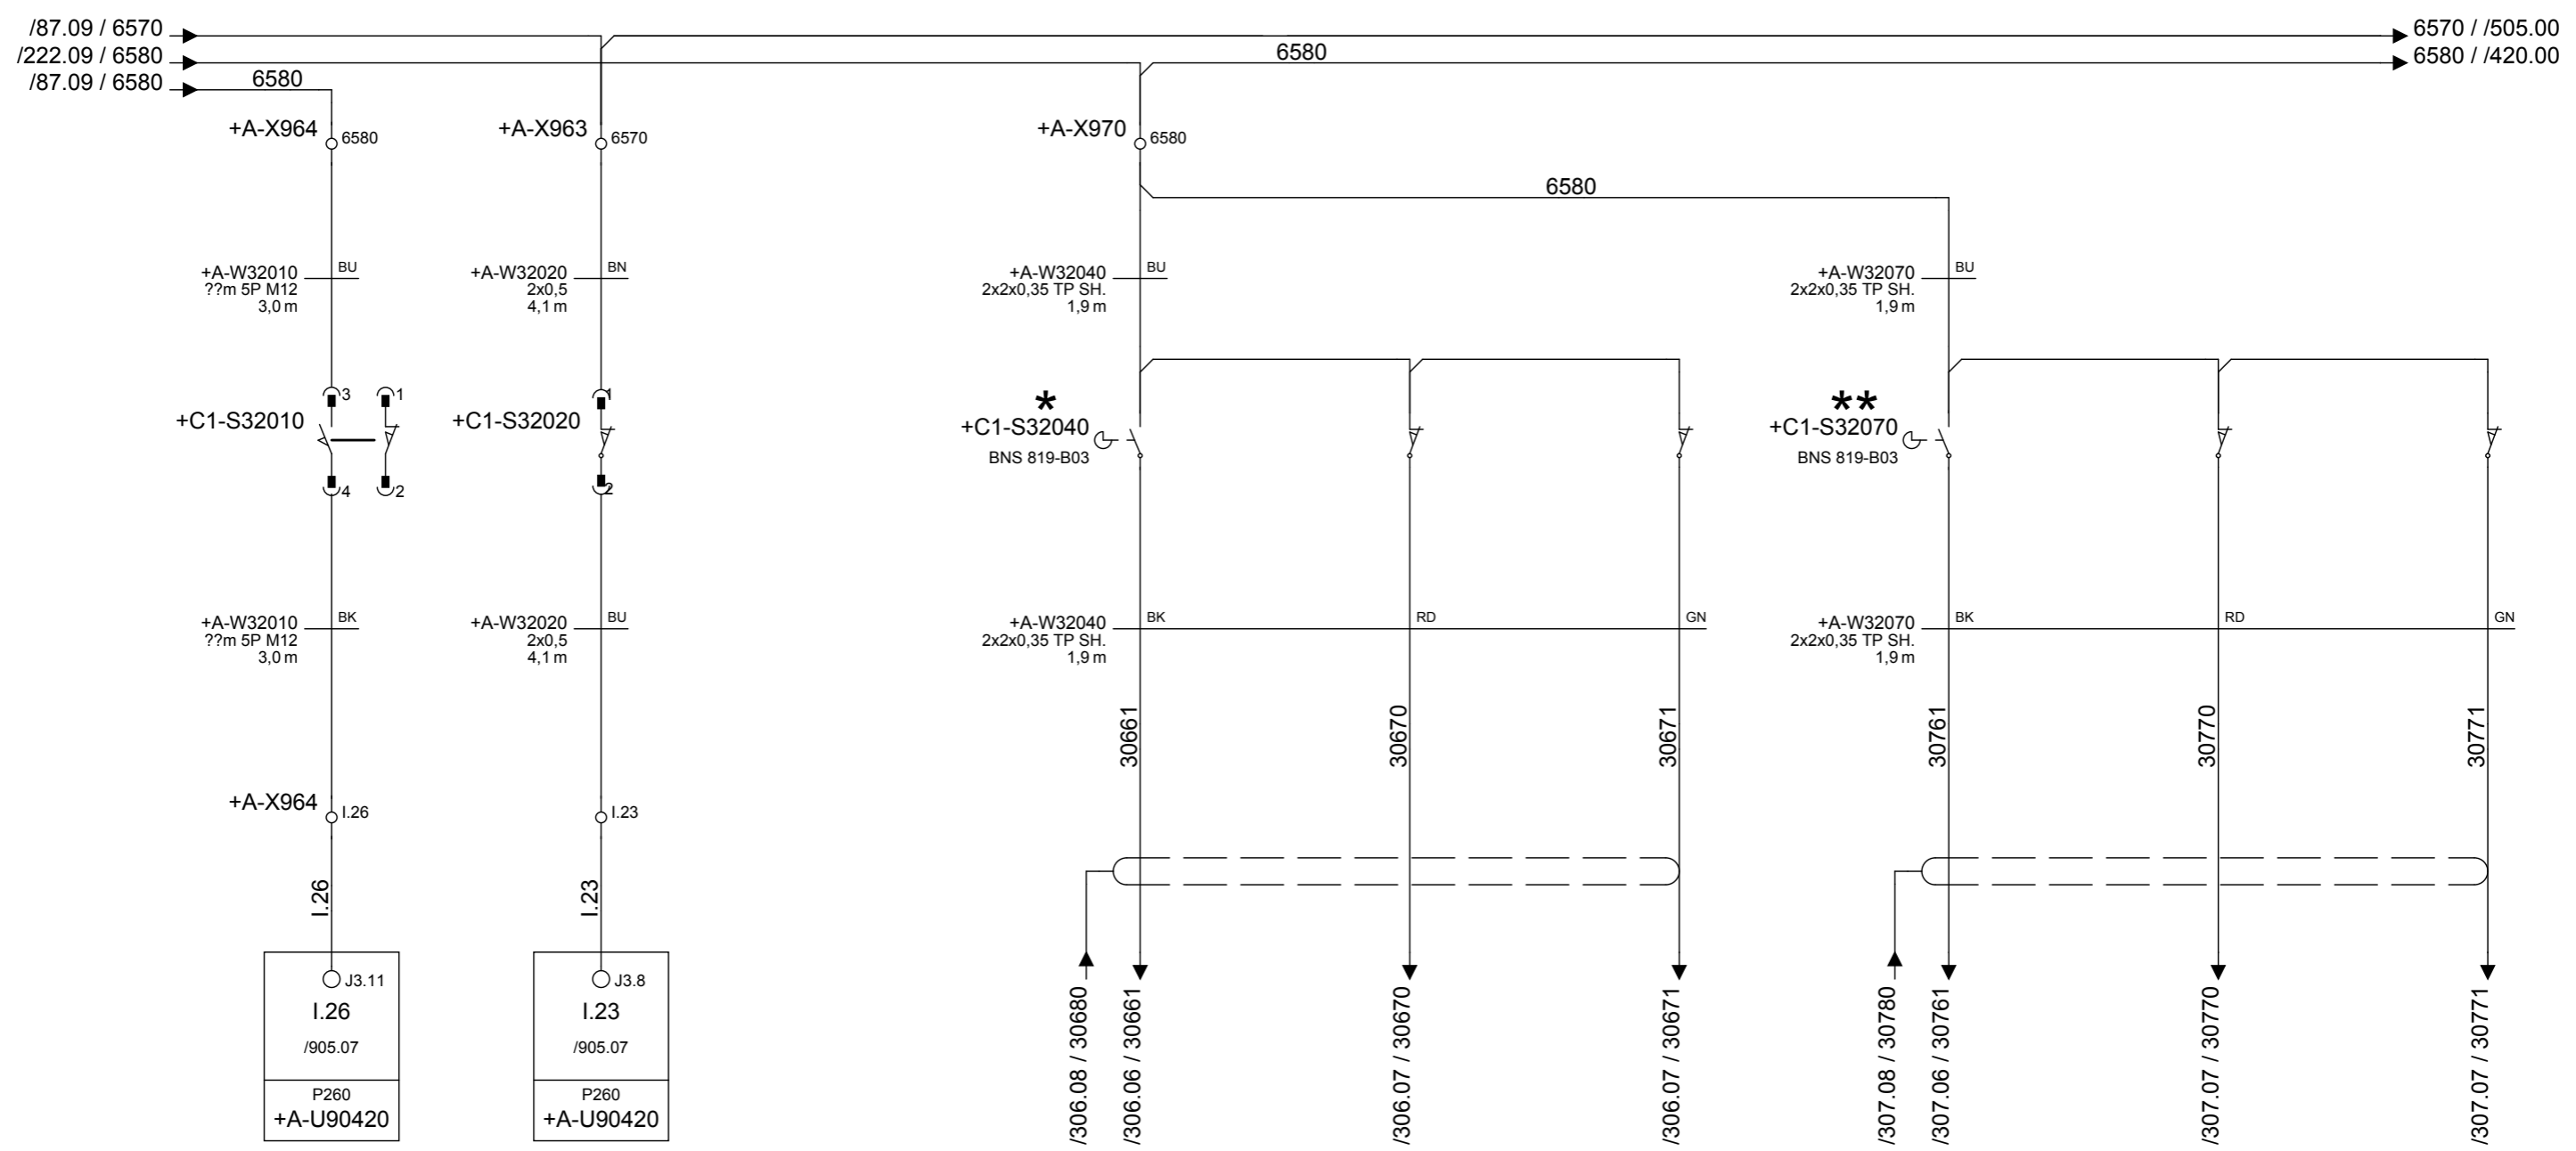 /87.09 / 6570
6570 / /505.00
/222.09 / 6580
6580
6580 / /420.00
/87.09 / 6580
6580
+A-X964
6580
+A-X963
6570
+A-X970
6580
6580
+A-W32010
BU
??m 5P M12
3,0 m
+A-W32020
BN
2x0,5
4,1 m
+A-W32040
BU
2x2x0,35 TP SH.
1,9 m
+A-W32070
BU
2x2x0,35 TP SH.
1,9 m
3
1
+C1-S32010
4
2
1
+C1-S32020
2
*
+C1-S32040
BNS 819-B03
**
+C1-S32070
BNS 819-B03
+A-W32010
BK
??m 5P M12
3,0 m
+A-W32020
BU
2x0,5
4,1 m
+A-W32040
BK
RD
GN
2x2x0,35 TP SH.
1,9 m
+A-W32070
BK
RD
GN
2x2x0,35 TP SH.
1,9 m
30661
30670
30671
30761
30770
30771
+A-X964
I.26
I.23
I.26
I.23
J3.11
I.26
/905.07
P260
+A-U90420
J3.8
I.23
/905.07
P260
+A-U90420
/306.08 / 30680
/306.06 / 30661
/306.07 / 30670
/306.07 / 30671
/307.08 / 30780
/307.06 / 30761
/307.07 / 30770
/307.07 / 30771